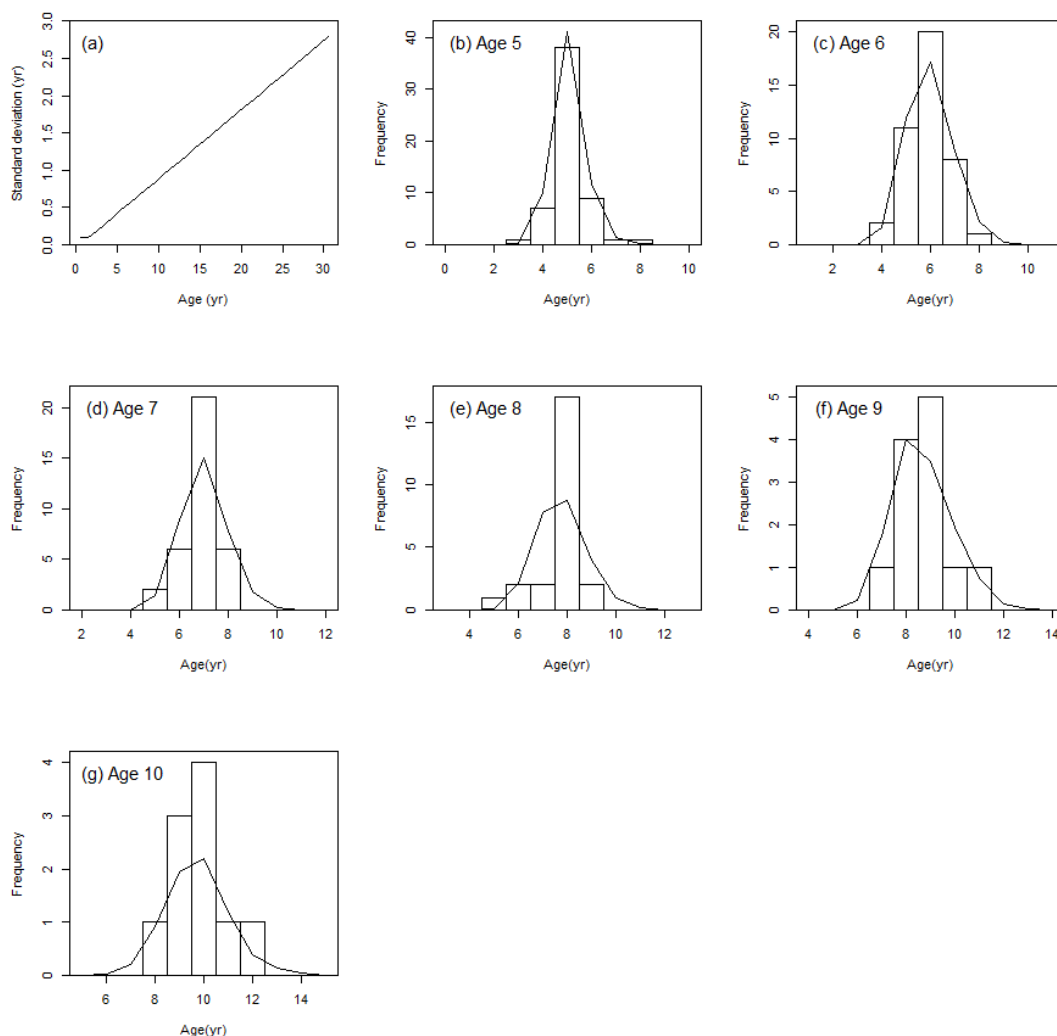 (a)
Standard deviation (yr)
0.0 0.5 1.0 1.5 2.0 2.5 3.0
0 5 10 15 20 25 30
Age (yr)
(b) Age 5
Frequency
0 10 20 30 40
0 2 4 6 8 10
Age(yr)
(c) Age 6
Frequency
0 5 10 15 20
2 4 6 8 10
Age(yr)
(d) Age 7
Frequency
0 5 10 15 20
2 4 6 8 10 12
Age(yr)
(e) Age 8
Frequency
0 5 10 15
4 6 8 10 12
Age(yr)
(f) Age 9
Frequency
0 1 2 3 4 5
4 6 8 10 12 14
Age(yr)
(g) Age 10
Frequency
0 1 2 3 4
6 8 10 12 14
Age(yr)